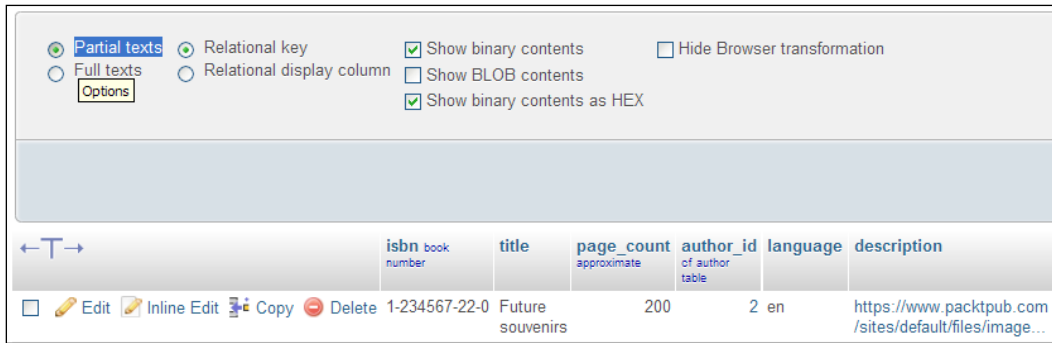 Partial texts Relational key Show binary contents Hide Browser transformation
Full texts Relational display column Show BLOB contents
Options Show binary contents as HEX
←T→ isbn book number title page_count approximate author_id of author table language description
Edit Inline Edit Copy Delete 1-234567-22-0 Future souvenirs 200 2 en https://www.packtpub.com
/sites/default/files/image...